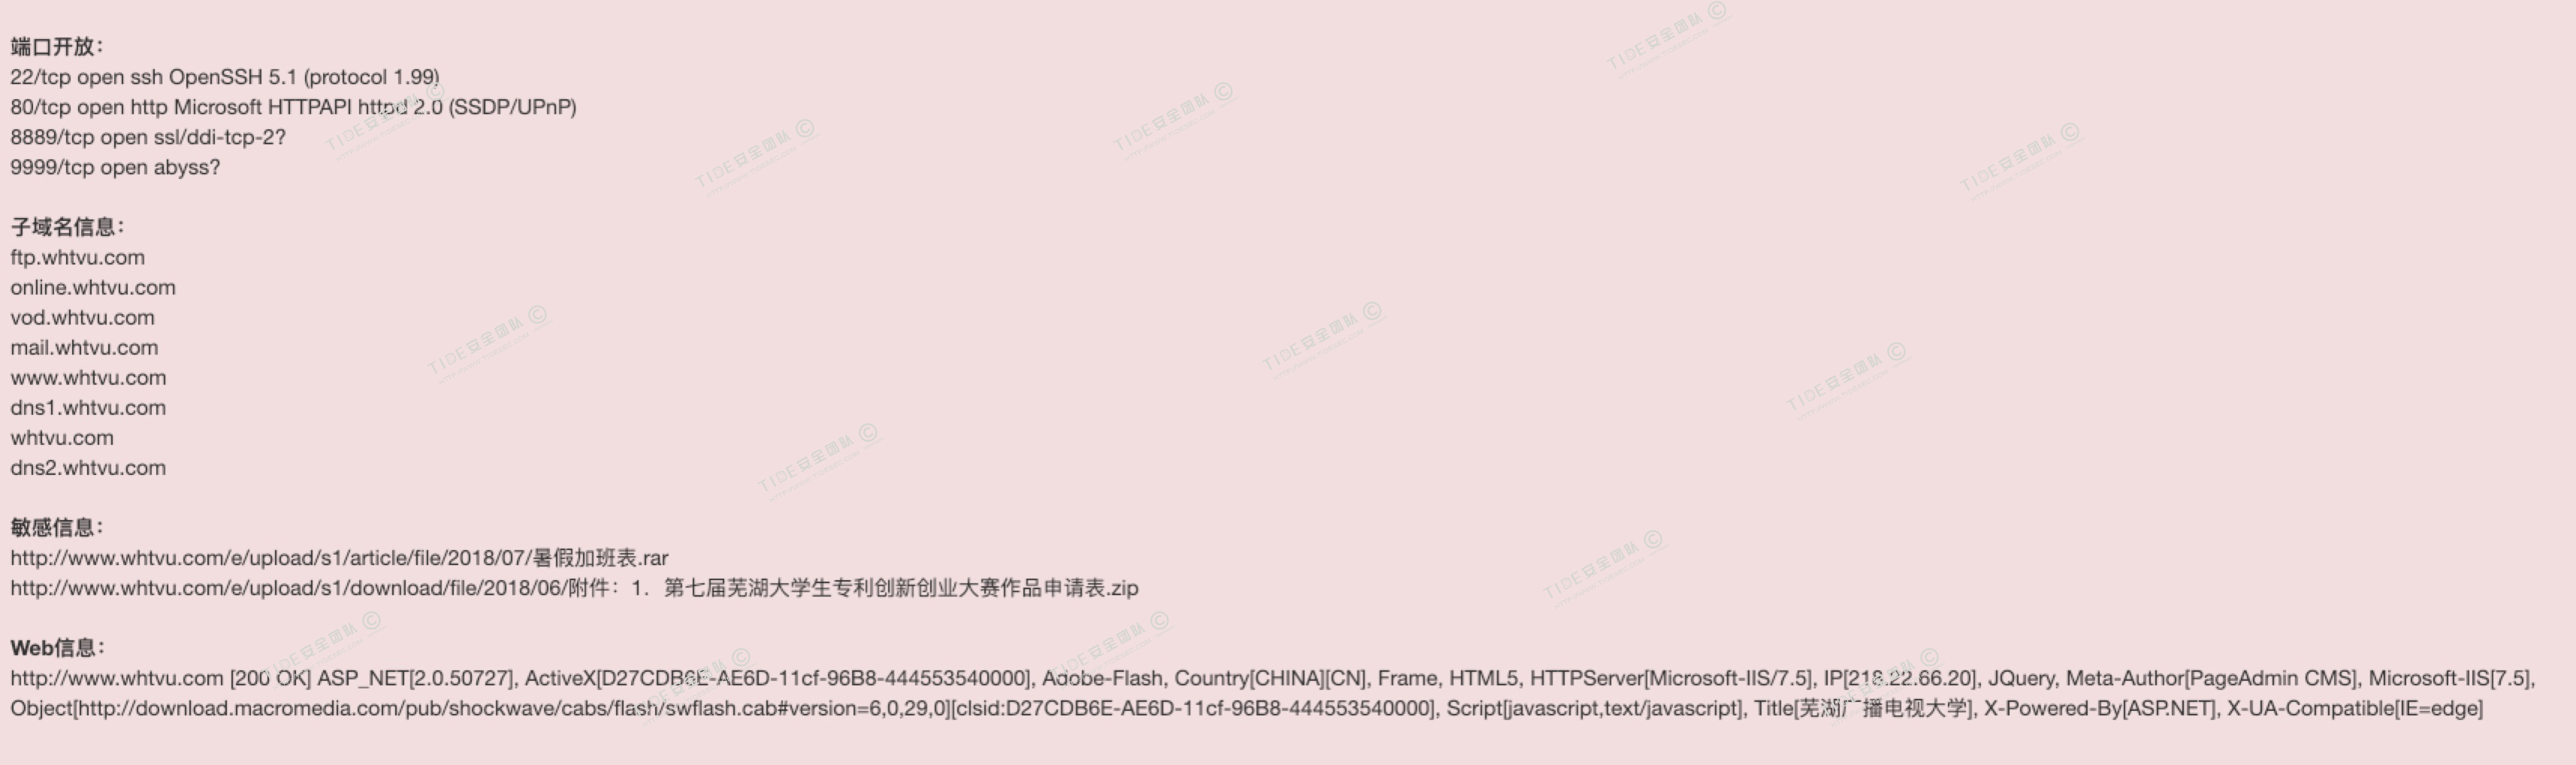 端口开放：
22/tcp open ssh OpenSSH 5.1 (protocol 1.99)
80/tcp open http Microsoft HTTPAPI httpd 2.0 (SSDP/UPnP)
8889/tcp open ssl/ddi-tcp-2?
9999/tcp open abyss?
子域名信息：
ftp.whtvu.com
online.whtvu.com
vod.whtvu.com
mail.whtvu.com
www.whtvu.com
dns1.whtvu.com
whtvu.com
dns2.whtvu.com
敏感信息：
http://www.whtvu.com/e/upload/s1/article/file/2018/07/暑假加班表.rar
http://www.whtvu.com/e/upload/s1/download/file/2018/06/附件：1．第七届芜湖大学生专利创新创业大赛作品申请表.zip
Web信息：
http://www.whtvu.com [200 OK] ASP_NET[2.0.50727], ActiveX[D27CDB6E-AE6D-11cf-96B8-444553540000], Adobe-Flash, Country[CHINA][CN], Frame, HTML5, HTTPServer[Microsoft-IIS/7.5], IP[218.22.66.20], JQuery, Meta-Author[PageAdmin CMS], Microsoft-IIS[7.5],
Object[http://download.macromedia.com/pub/shockwave/cabs/flash/swflash.cab#version=6,0,29,0][clsid:D27CDB6E-AE6D-11cf-96B8-444553540000], Script[javascript,text/javascript], Title[芜湖广播电视大学], X-Powered-By[ASP.NET], X-UA-Compatible[IE=edge]
TIDE安全团队 ©